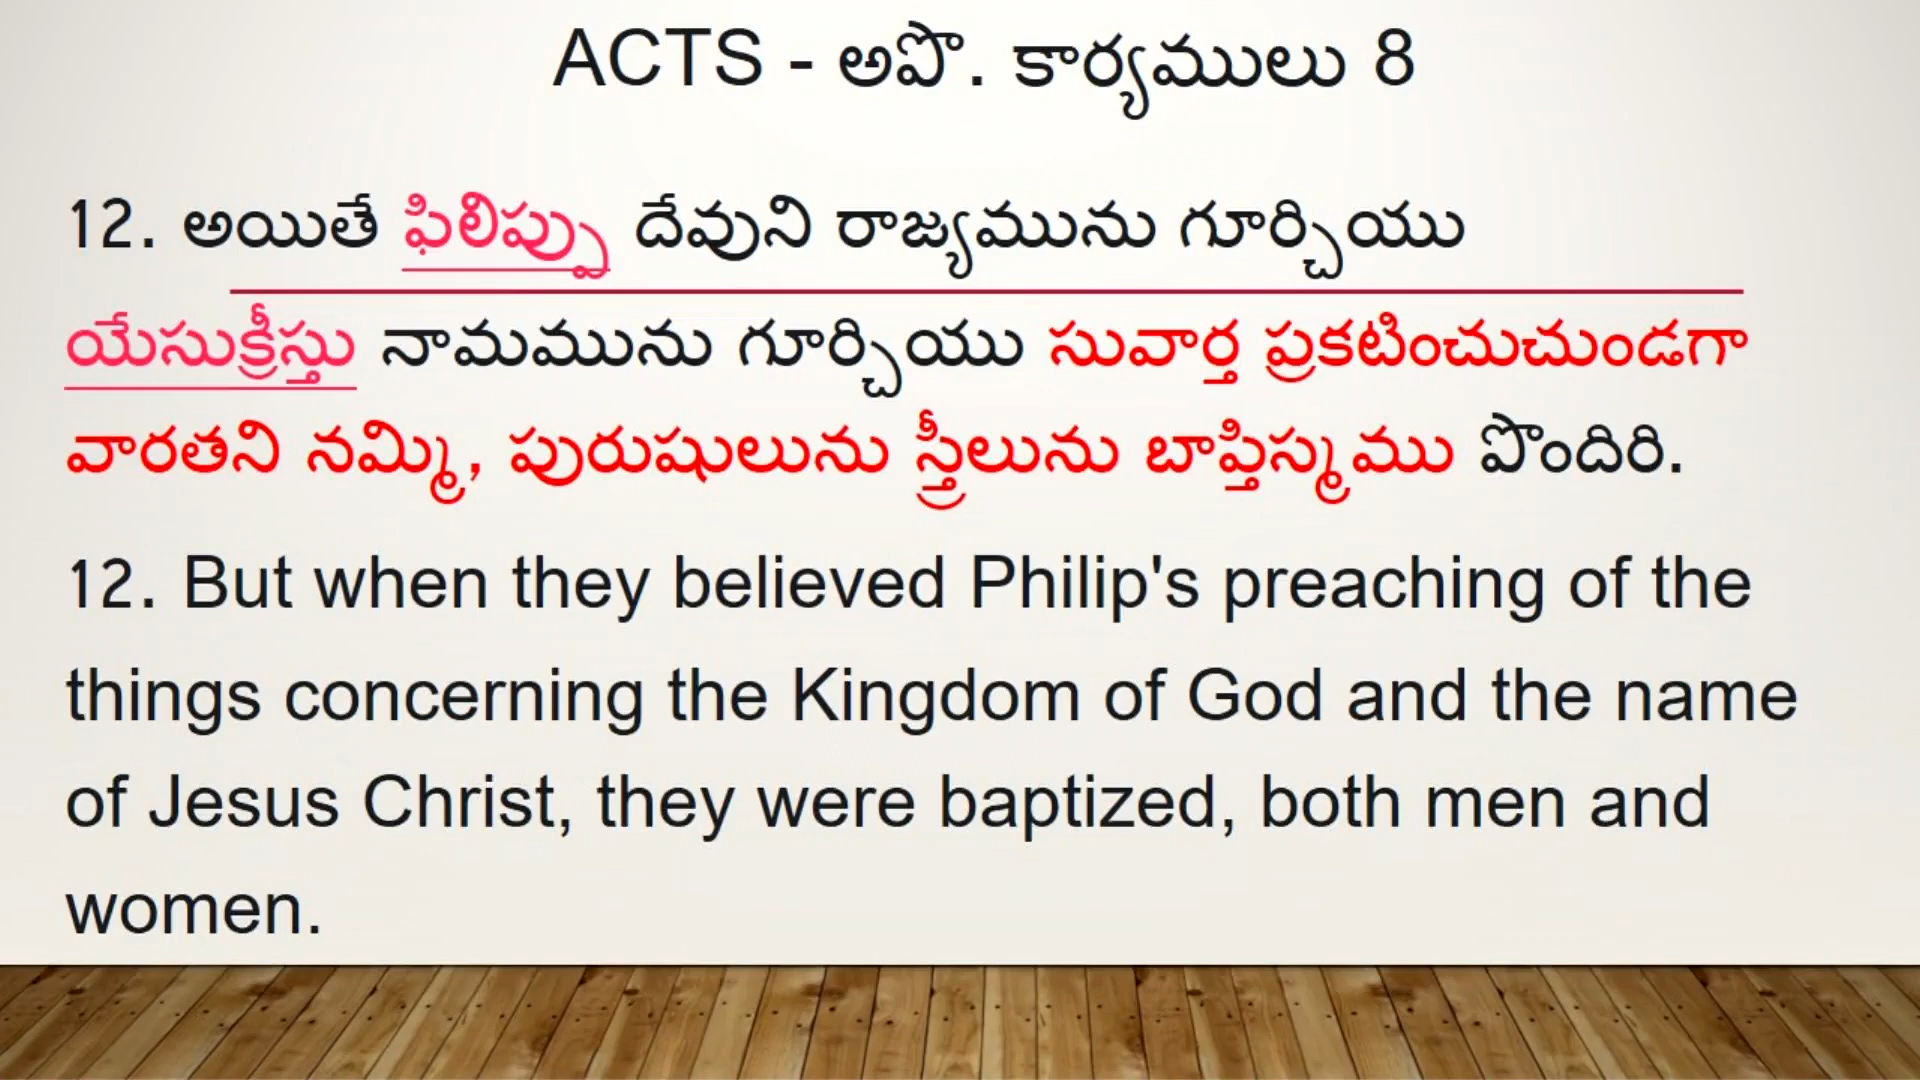 ACTS - అపొ. కార్యములు 8
12. అయితే ఫిలిప్పు దేవుని రాజ్యమును గూర్చియు
యేసుక్రీస్తు నామమును గూర్చియు సువార్త ప్రకటించుచుండగా
వారతని నమ్మి, పురుషులును స్త్రీలును బాప్తిస్మము పొందిరి.
12. But when they believed Philip's preaching of the
things concerning the Kingdom of God and the name
of Jesus Christ, they were baptized, both men and
women.